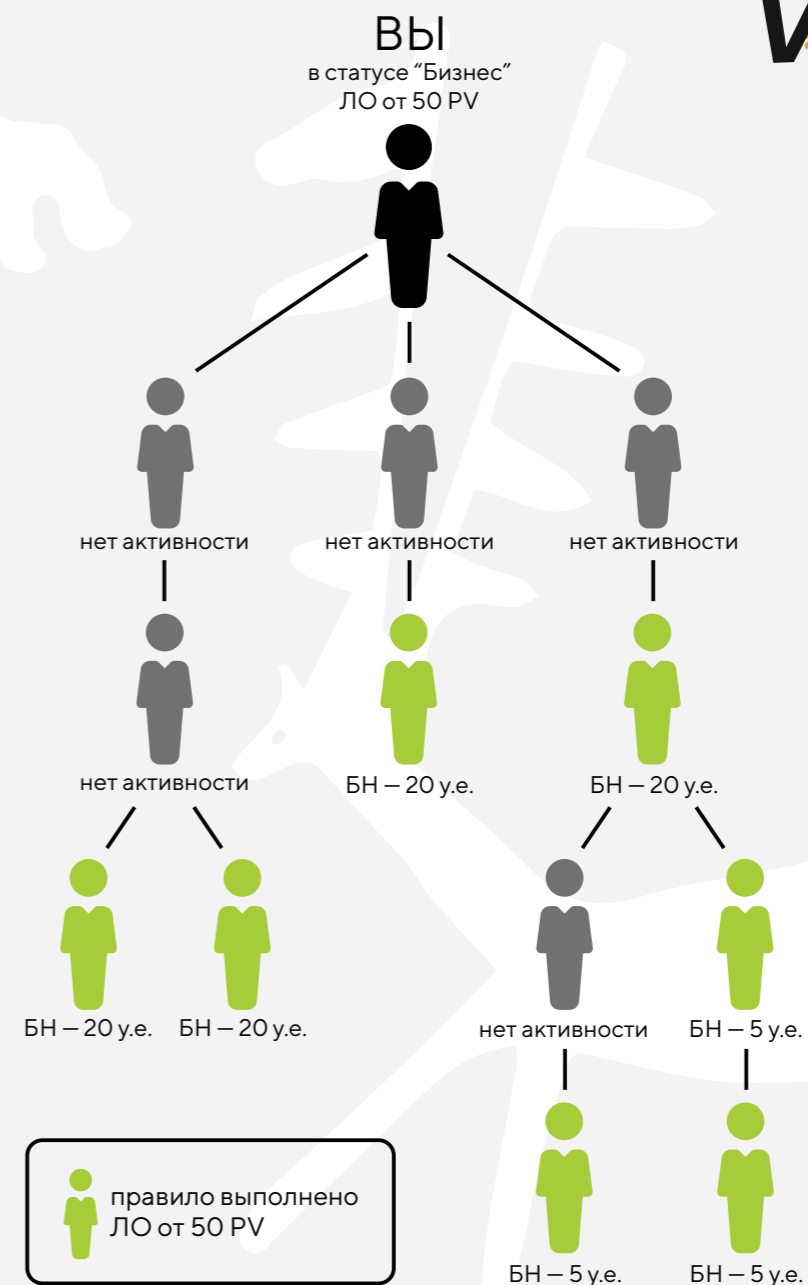 ВЫ
в статусе “Бизнес”
ЛО от 50 PV
нет активности
нет активности
нет активности
нет активности
БН — 20 у.е.
БН — 20 у.е.
БН — 20 у.е.
БН — 20 у.е.
нет активности
БН — 5 у.е.
правило выполнено
ЛО от 50 PV
БН — 5 у.е.
БН — 5 у.е.